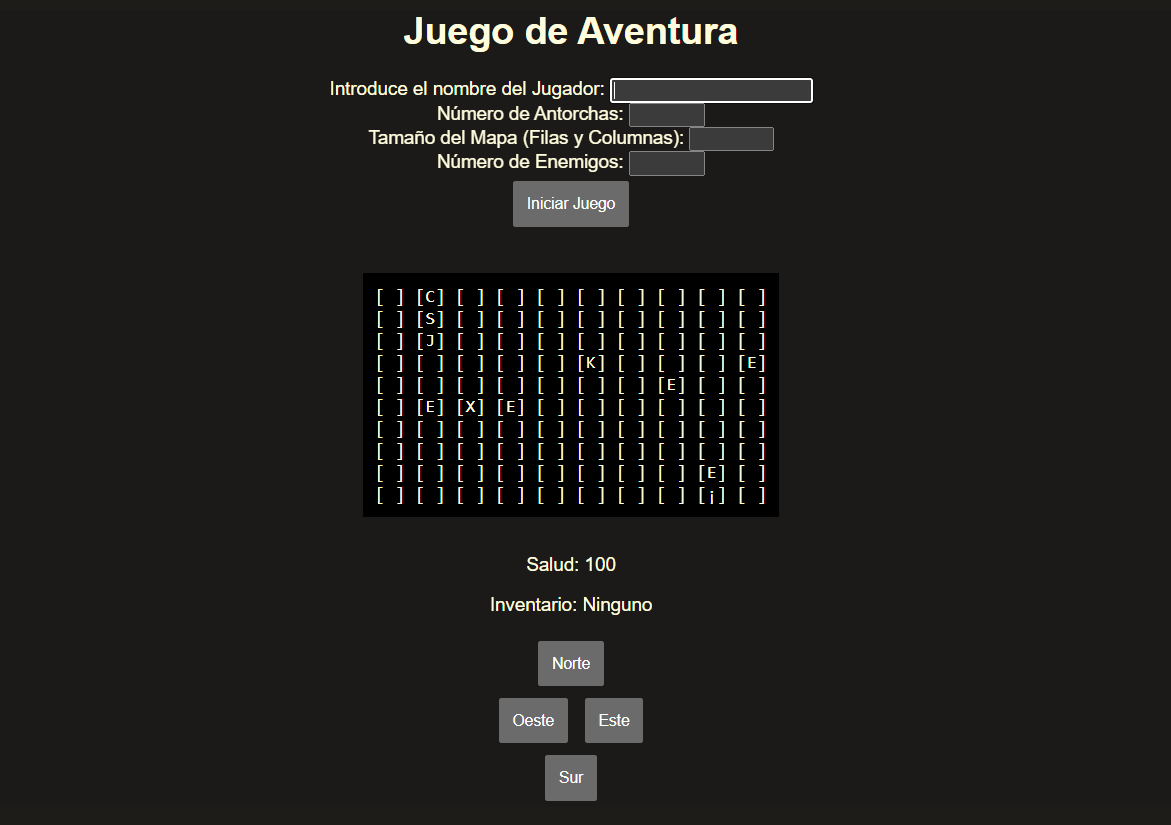 Juego de Aventura
Introduce el nombre del Jugador:
Número de Antorchas:
Tamaño del Mapa (Filas y Columnas):
Número de Enemigos:
Iniciar Juego
[ ] [C] [ ] [ ] [ ] [ ] [ ] [ ] [ ] [ ]
[ ] [S] [ ] [ ] [ ] [ ] [ ] [ ] [ ] [ ]
[ ] [J] [ ] [ ] [ ] [ ] [ ] [ ] [ ] [ ]
[ ] [ ] [ ] [ ] [ ] [K] [ ] [ ] [ ] [E]
[ ] [ ] [ ] [ ] [ ] [ ] [ ] [E] [ ] [ ]
[ ] [E] [X] [E] [ ] [ ] [ ] [ ] [ ] [ ]
[ ] [ ] [ ] [ ] [ ] [ ] [ ] [ ] [ ] [ ]
[ ] [ ] [ ] [ ] [ ] [ ] [ ] [ ] [ ] [ ]
[ ] [ ] [ ] [ ] [ ] [ ] [ ] [ ] [E] [ ]
[ ] [ ] [ ] [ ] [ ] [ ] [ ] [ ] [¡] [ ]
Salud: 100
Inventario: Ninguno
Norte
Oeste Este
Sur